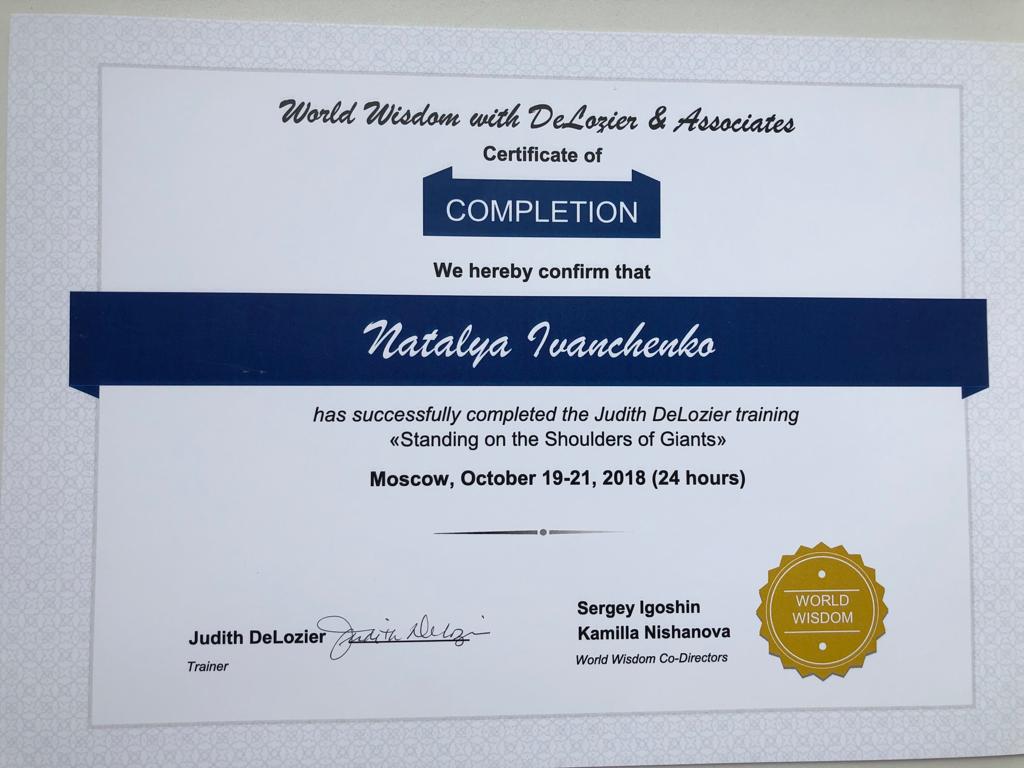 World Wisdom with DeLozier & Associates
Certificate of
COMPLETION
We hereby confirm that
Natalya Ivanchenko
has successfully completed the Judith DeLozier training
«Standing on the Shoulders of Giants»
Moscow, October 19-21, 2018 (24 hours)
Judith DeLozier Judith DeLozier
Trainer
Sergey Igoshin
Kamilla Nishanova
World Wisdom Co-Directors
WORLD
WISDOM